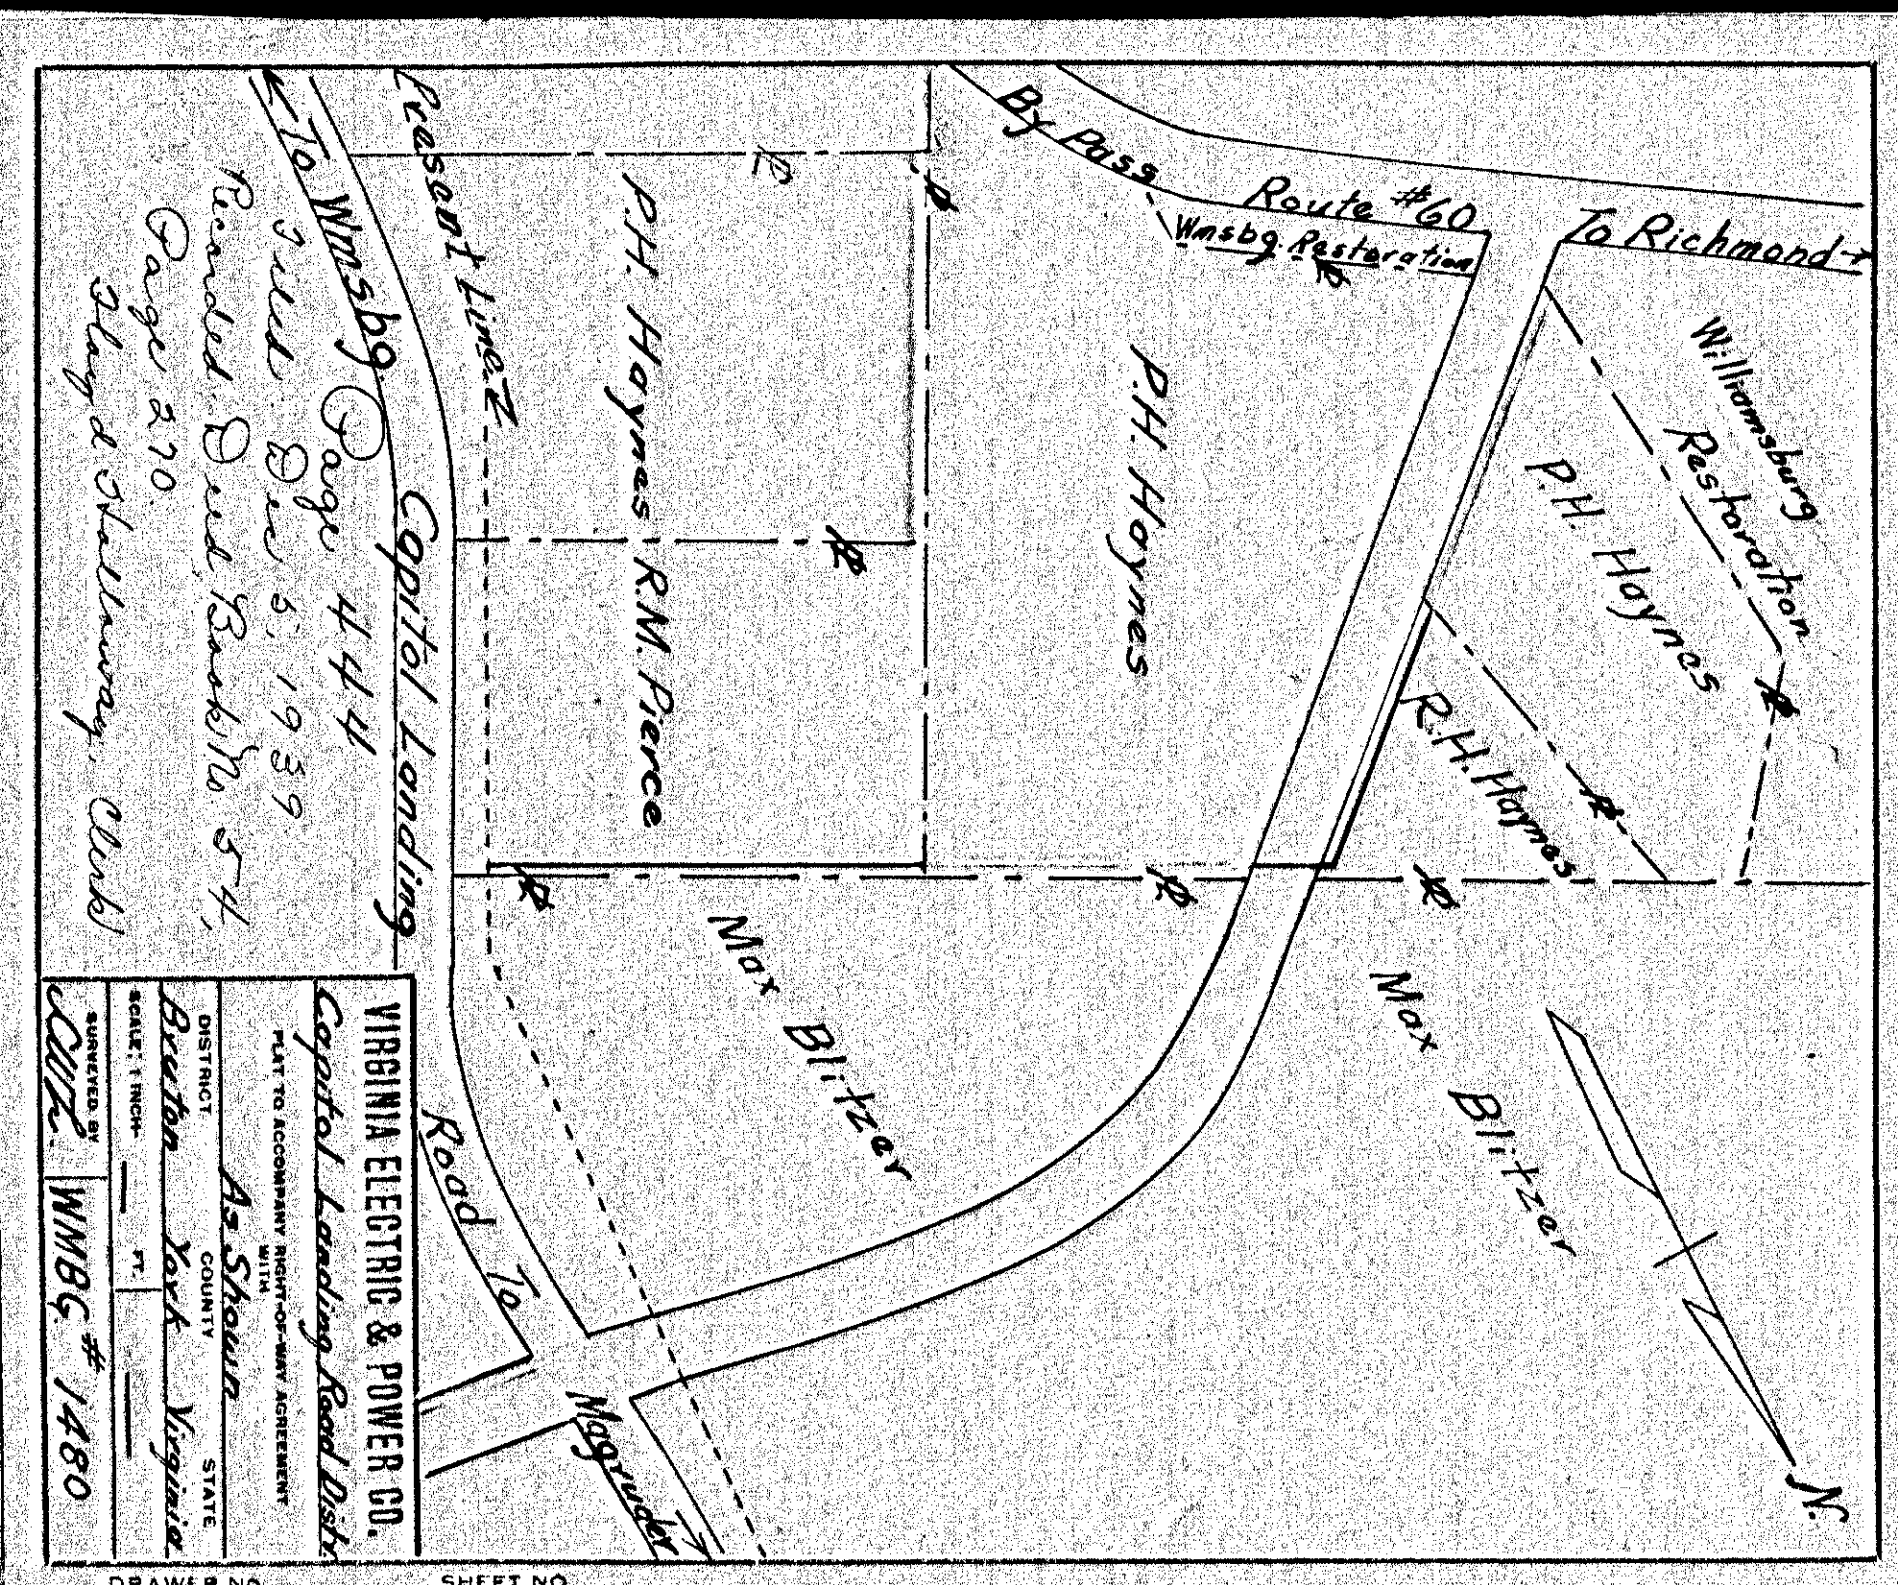 By Pass
Route #60
To Richmond
Wmsbg. Restoration
Williamsburg
Restoration
P.H. Haynes
R.H. Haynes
P.H. Haynes
P.H. Haynes
R.M. Pierce
Present Line
Max Blitzer
Max Blitzer
N.
To Wmsbg
Capitol Landing
Road To
Magruder
Page 444
Filed Dec 5, 1939
Recorded Deed Book No. 54,
Page 270.
Floyd Holloway, Clerk
VIRGINIA ELECTRIC & POWER CO.
Capitol Landing Road Distr.
PLAT TO ACCOMPANY RIGHT-OF-WAY AGREEMENT
WITH
As Shown
DISTRICT COUNTY STATE
Bruton York Virginia
SCALE: 1 INCH- FT.
SURVEYED BY
WMBG. # 1480
DRAWER NO.
SHEET NO.